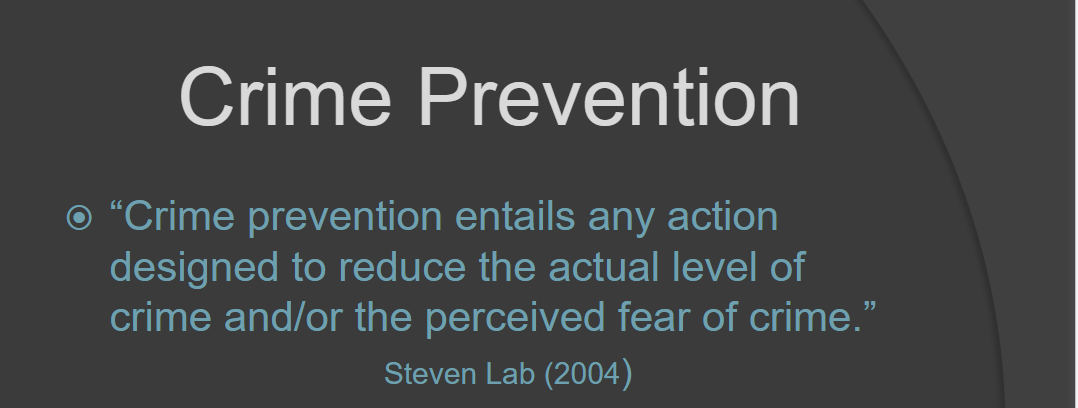 Crime Prevention
“Crime prevention entails any action
designed to reduce the actual level of
crime and/or the perceived fear of crime.”
Steven Lab (2004)